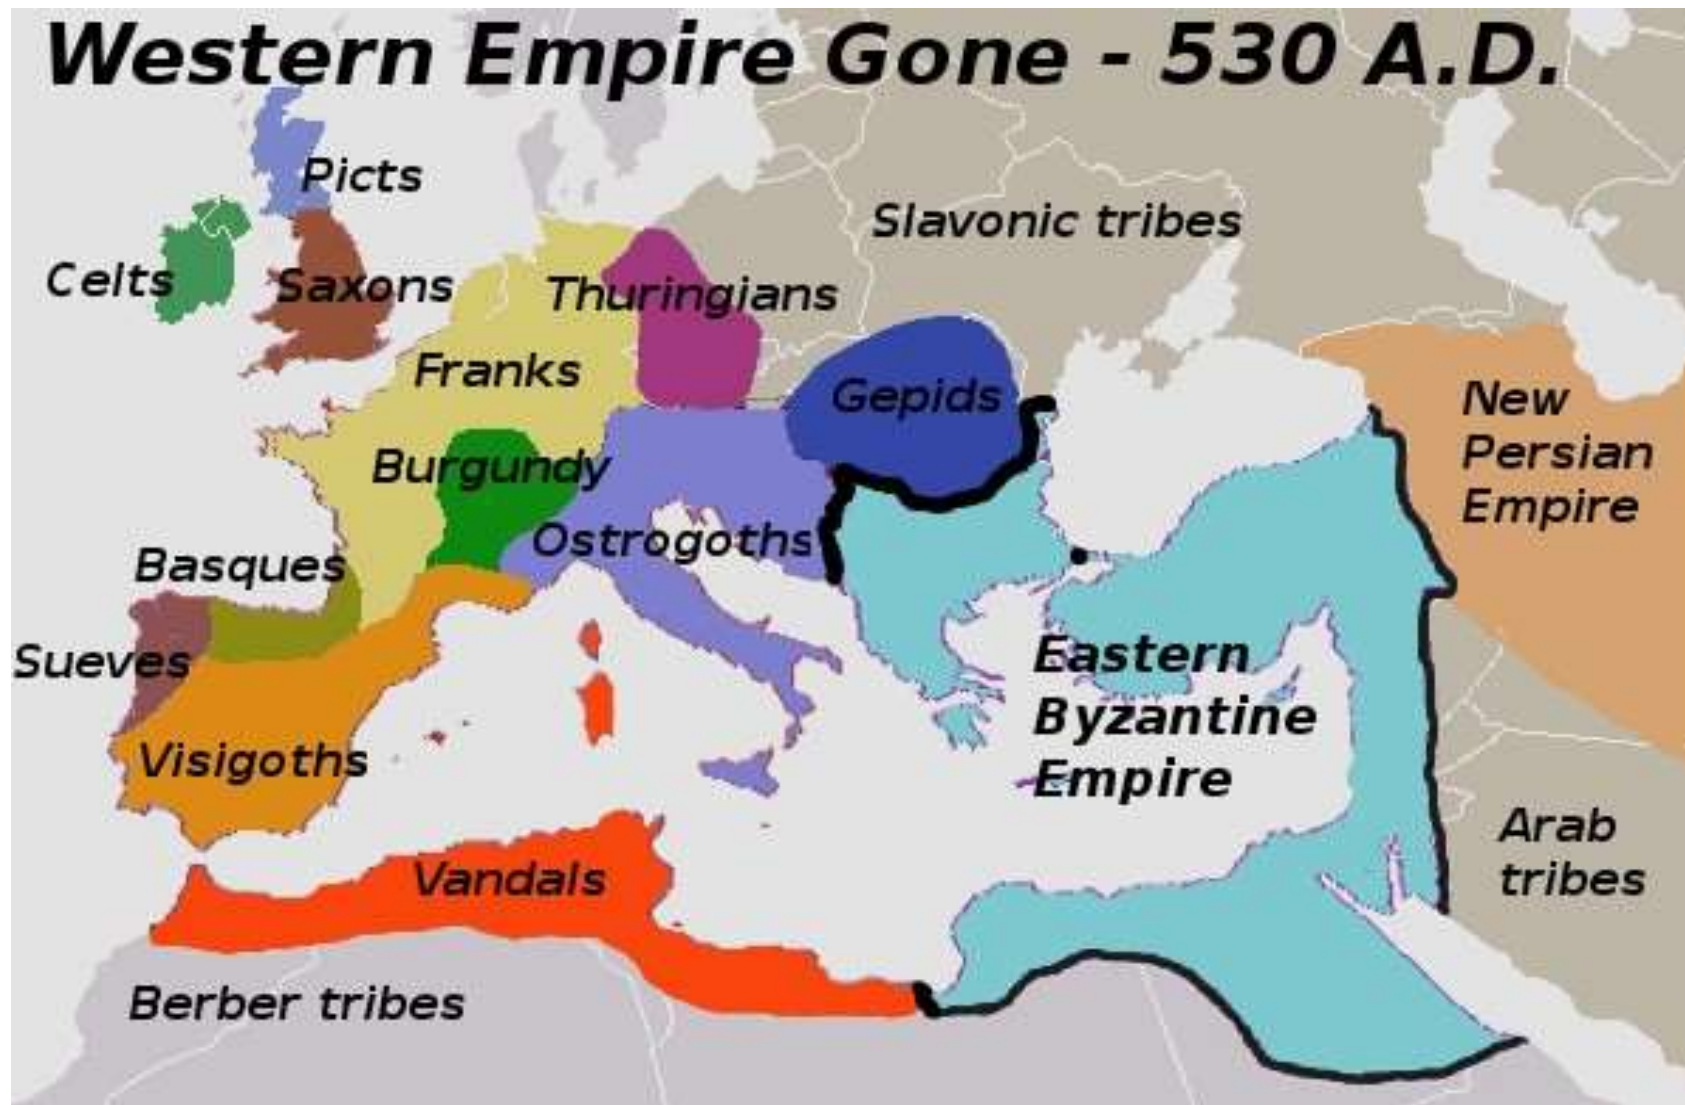 Western Empire Gone - 530 A.D.
Picts
Slavonic tribes
Celts
Saxons
Thuringians
Franks
Gepids
New
Persian
Empire
Burgundy
Ostrogoths
Basques
Sueves
Eastern
Byzantine
Empire
Visigoths
Arab
tribes
Vandals
Berber tribes